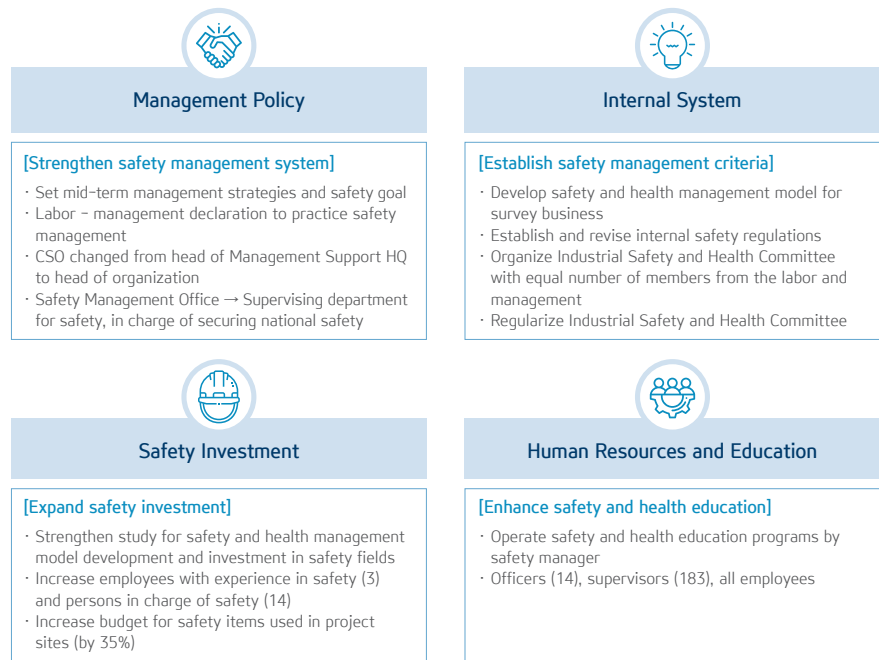 Management Policy
[Strengthen safety management system]
· Set mid-term management strategies and safety goal
· Labor - management declaration to practice safety
management
· CSO changed from head of Management Support HQ
to head of organization
· Safety Management Office → Supervising department
for safety, in charge of securing national safety
Internal System
[Establish safety management criteria]
· Develop safety and health management model for
survey business
· Establish and revise internal safety regulations
· Organize Industrial Safety and Health Committee
with equal number of members from the labor and
management
· Regularize Industrial Safety and Health Committee
Safety Investment
[Expand safety investment]
· Strengthen study for safety and health management
model development and investment in safety fields
· Increase employees with experience in safety (3)
and persons in charge of safety (14)
· Increase budget for safety items used in project
sites (by 35%)
Human Resources and Education
[Enhance safety and health education]
· Operate safety and health education programs by
safety manager
· Officers (14), supervisors (183), all employees